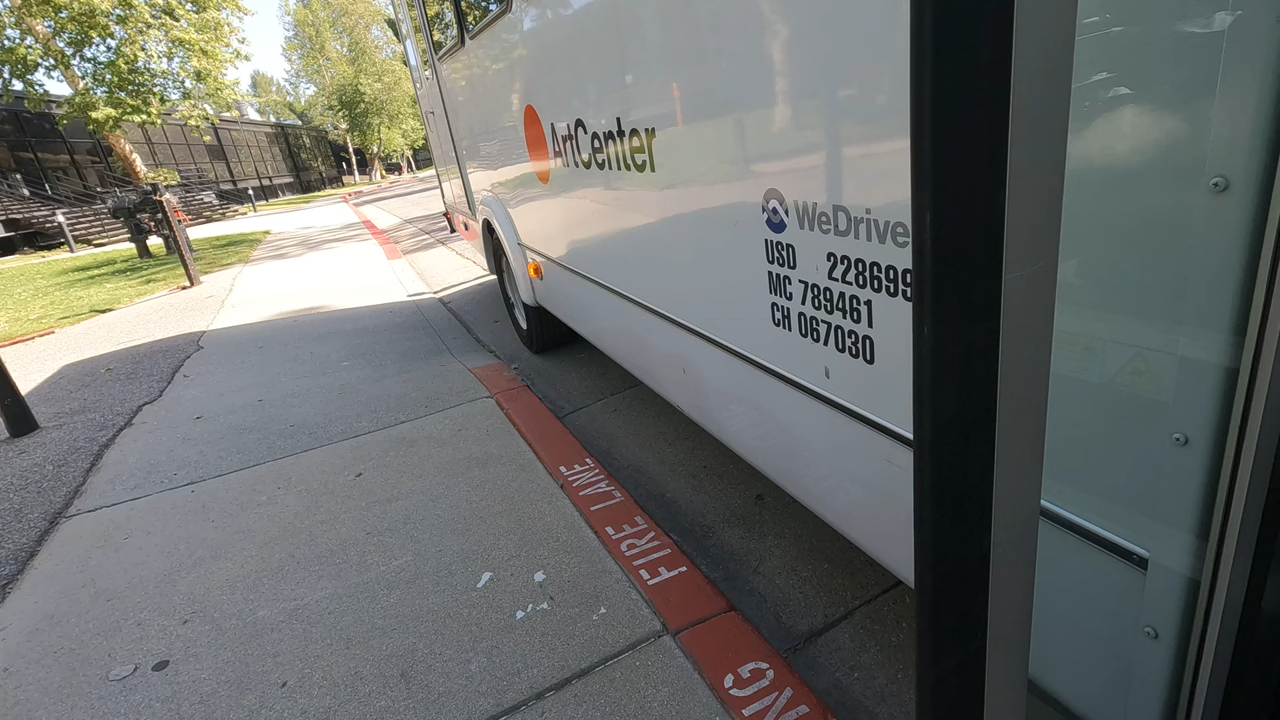 ArtCenter
WeDrive
USD 228699
MC 789461
CH 067030
FIRE LANE